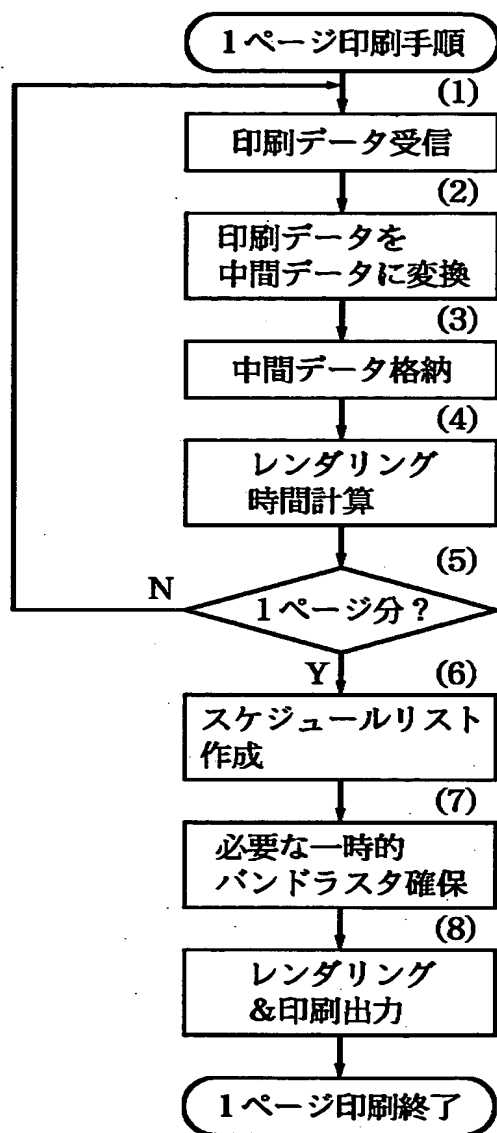 1ページ印刷手順
(1)
印刷データ受信
(2)
印刷データを
中間データに変換
(3)
中間データ格納
(4)
レンダリング
時間計算
(5)
N
1ページ分?
Y
(6)
スケジュールリスト
作成
(7)
必要な一時的
バンドラスタ確保
(8)
レンダリング
&印刷出力
1ページ印刷終了